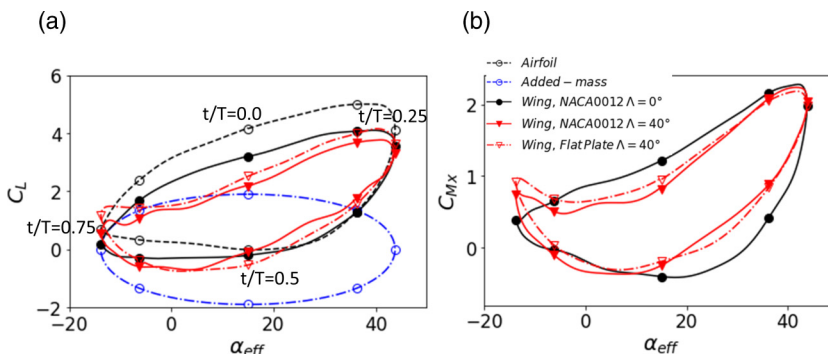 (a)
(b)
6
4
2
0
−2
C_L
t/T=0.0
t/T=0.25
t/T=0.75
t/T=0.5
−20
0
20
40
α_eff
Airfoil
Added−mass
Wing, NACA0012 Λ = 0°
Wing, NACA0012 Λ = 40°
Wing, FlatPlate Λ = 40°
2
1
0
C_Mx
−20
0
20
40
α_eff